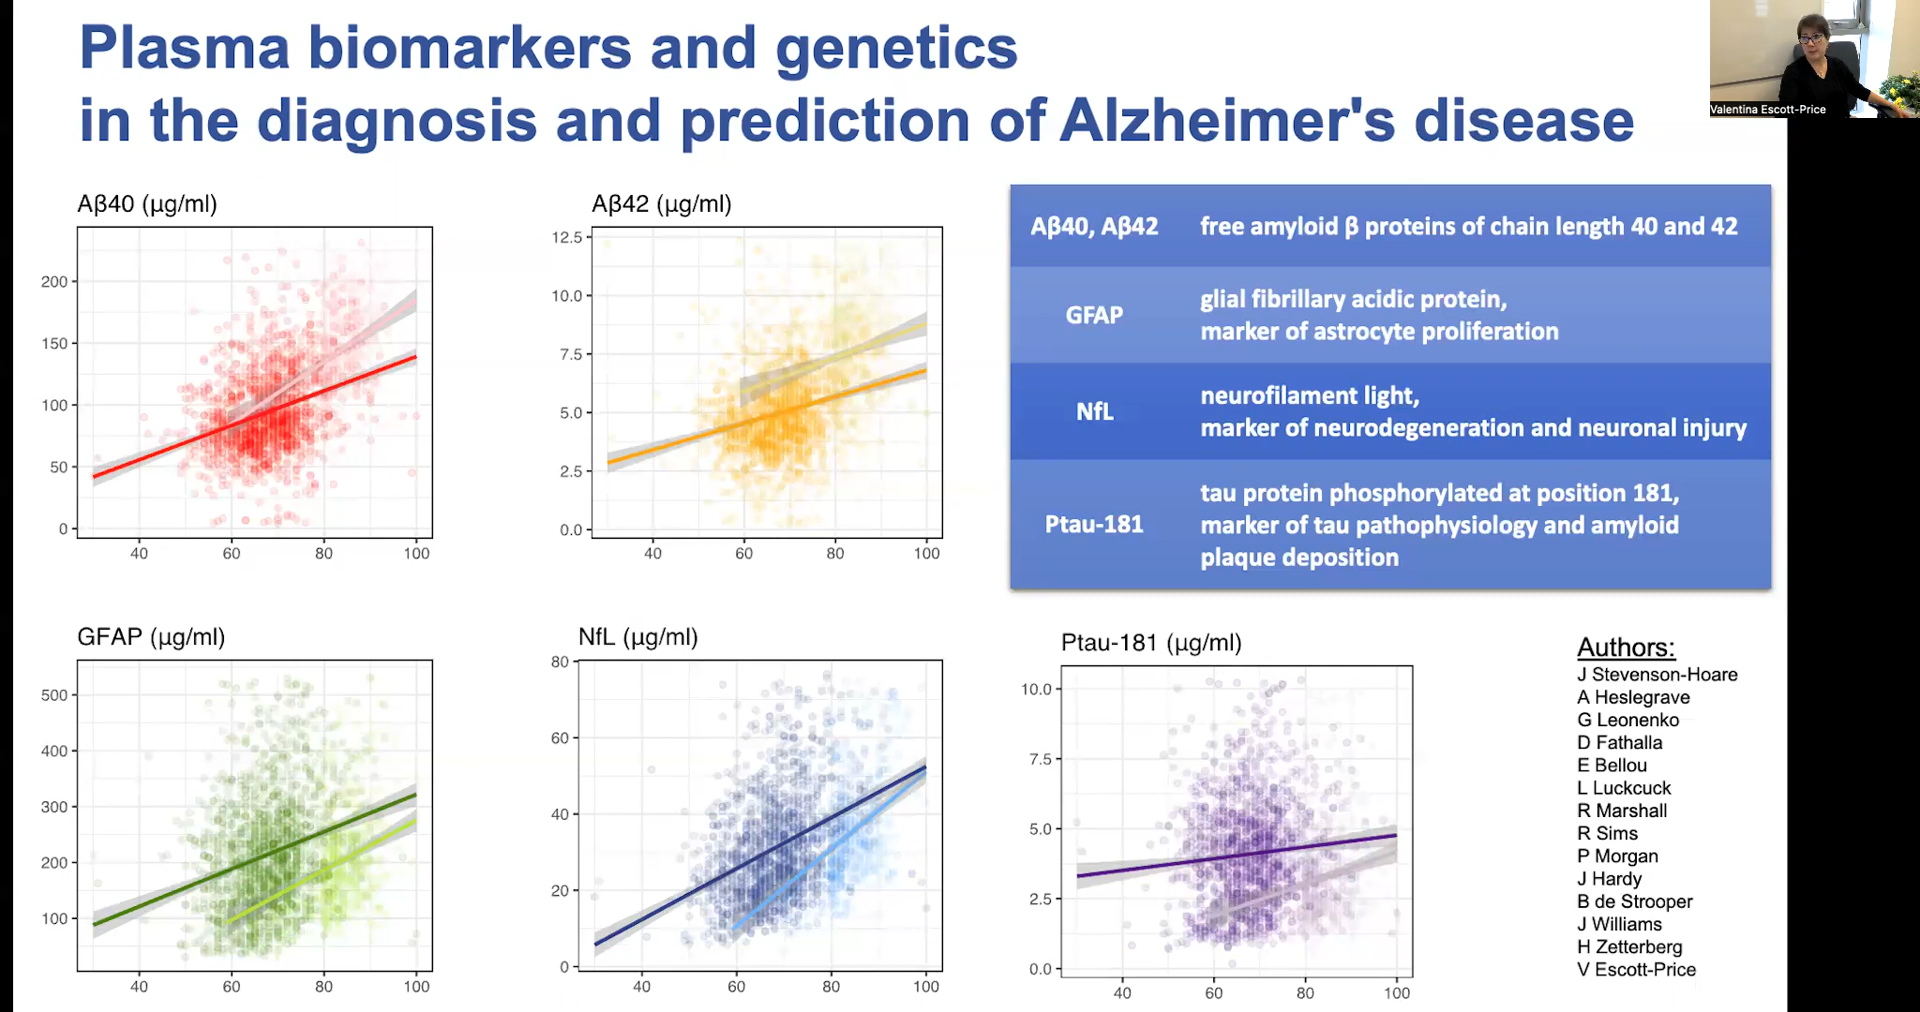 Plasma biomarkers and genetics
in the diagnosis and prediction of Alzheimer's disease
Valentina Escott-Price
Aβ40 (μg/ml)
200
150
100
50
0
40 60 80 100
Aβ42 (μg/ml)
12.5
10.0
7.5
5.0
2.5
0.0
40 60 80 100
Aβ40, Aβ42 free amyloid β proteins of chain length 40 and 42
GFAP glial fibrillary acidic protein,
marker of astrocyte proliferation
NfL neurofilament light,
marker of neurodegeneration and neuronal injury
Ptau-181 tau protein phosphorylated at position 181,
marker of tau pathophysiology and amyloid
plaque deposition
GFAP (μg/ml)
500
400
300
200
100
40 60 80 100
NfL (μg/ml)
80
60
40
20
0
40 60 80 100
Ptau-181 (μg/ml)
10.0
7.5
5.0
2.5
0.0
40 60 80 100
Authors:
J Stevenson-Hoare
A Heslegrave
G Leonenko
D Fathalla
E Bellou
L Luckcuck
R Marshall
R Sims
P Morgan
J Hardy
B de Strooper
J Williams
H Zetterberg
V Escott-Price